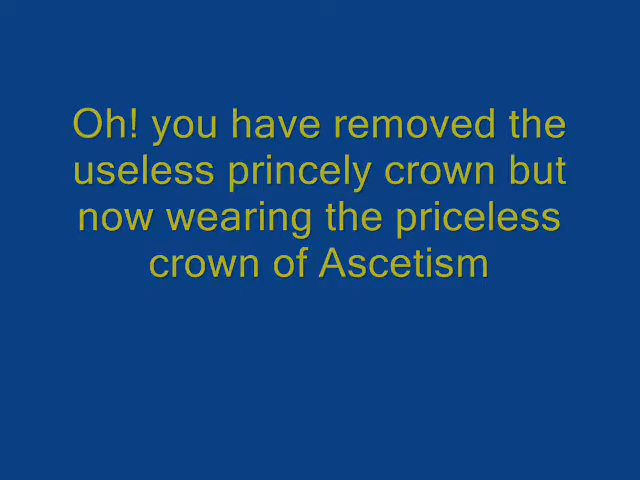 Oh! you have removed the
useless princely crown but
now wearing the priceless
crown of Ascetism